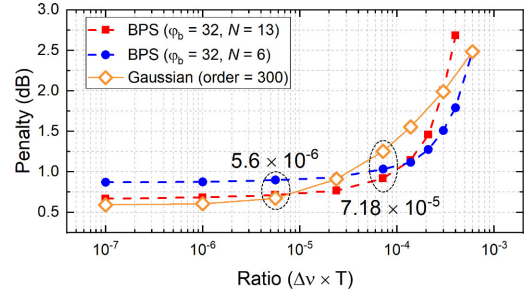 BPS (φb = 32, N = 13)
BPS (φb = 32, N = 6)
Gaussian (order = 300)
Penalty (dB)
3.0
2.5
2.0
1.5
1.0
0.5
5.6 × 10⁻⁶
7.18 × 10⁻⁵
10⁻⁷ 10⁻⁶ 10⁻⁵ 10⁻⁴ 10⁻³
Ratio (Δν × T)